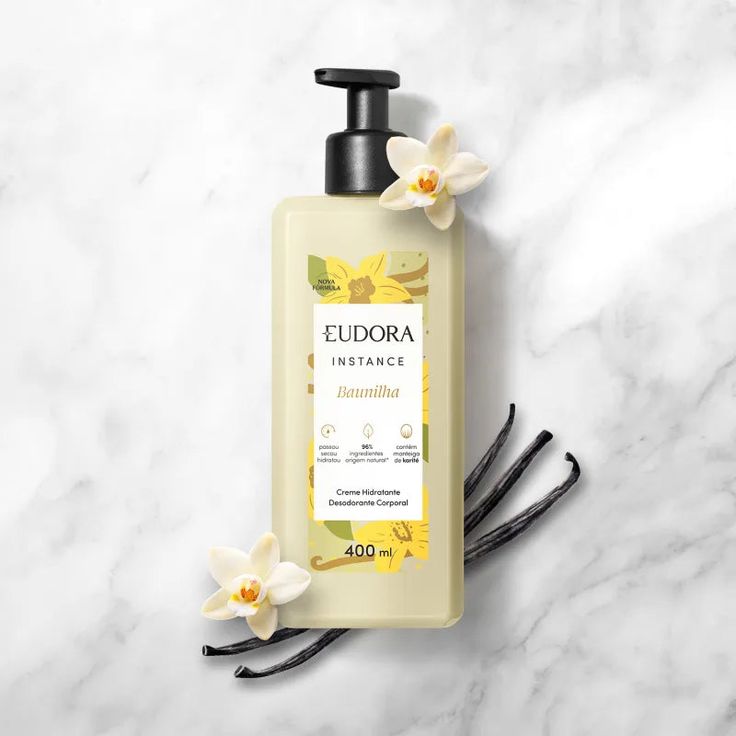 NOVA
FÓRMULA
EUDORA
INSTANCE
Baunilha
passou
secou
hidratou
96%
ingredientes
origem natural*
contém
manteiga
de karité
Creme Hidratante
Desodorante Corporal
400 ml